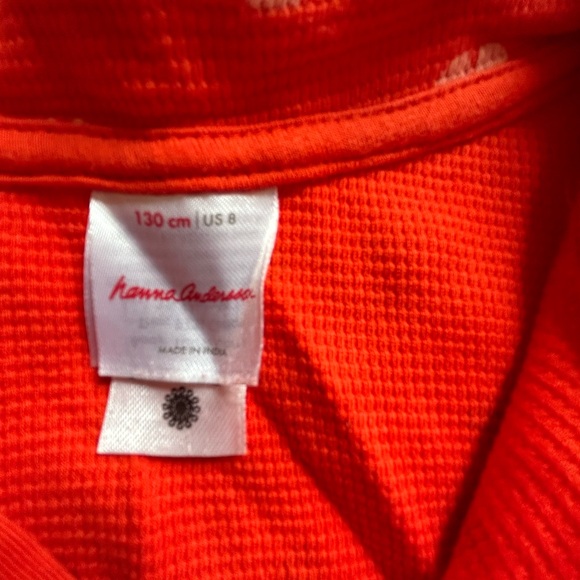 130 cm | US 8
hanna andersson
MADE IN INDIA